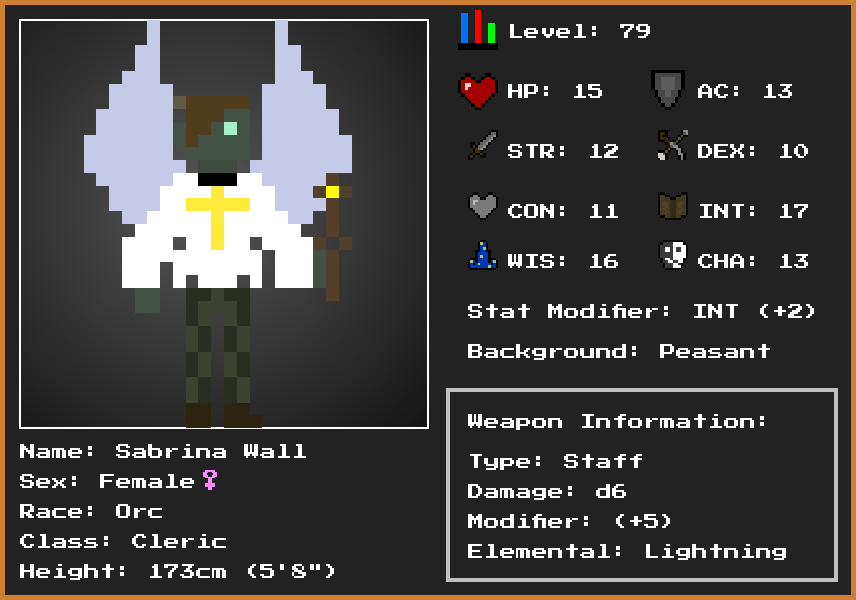 Level: 79
HP: 15 AC: 13
STR: 12 DEX: 10
CON: 11 INT: 17
WIS: 16 CHA: 13
Stat Modifier: INT (+2)
Background: Peasant
Weapon Information:
Type: Staff
Damage: d6
Modifier: (+5)
Elemental: Lightning
Name: Sabrina Wall
Sex: Female♀
Race: Orc
Class: Cleric
Height: 173cm (5'8")